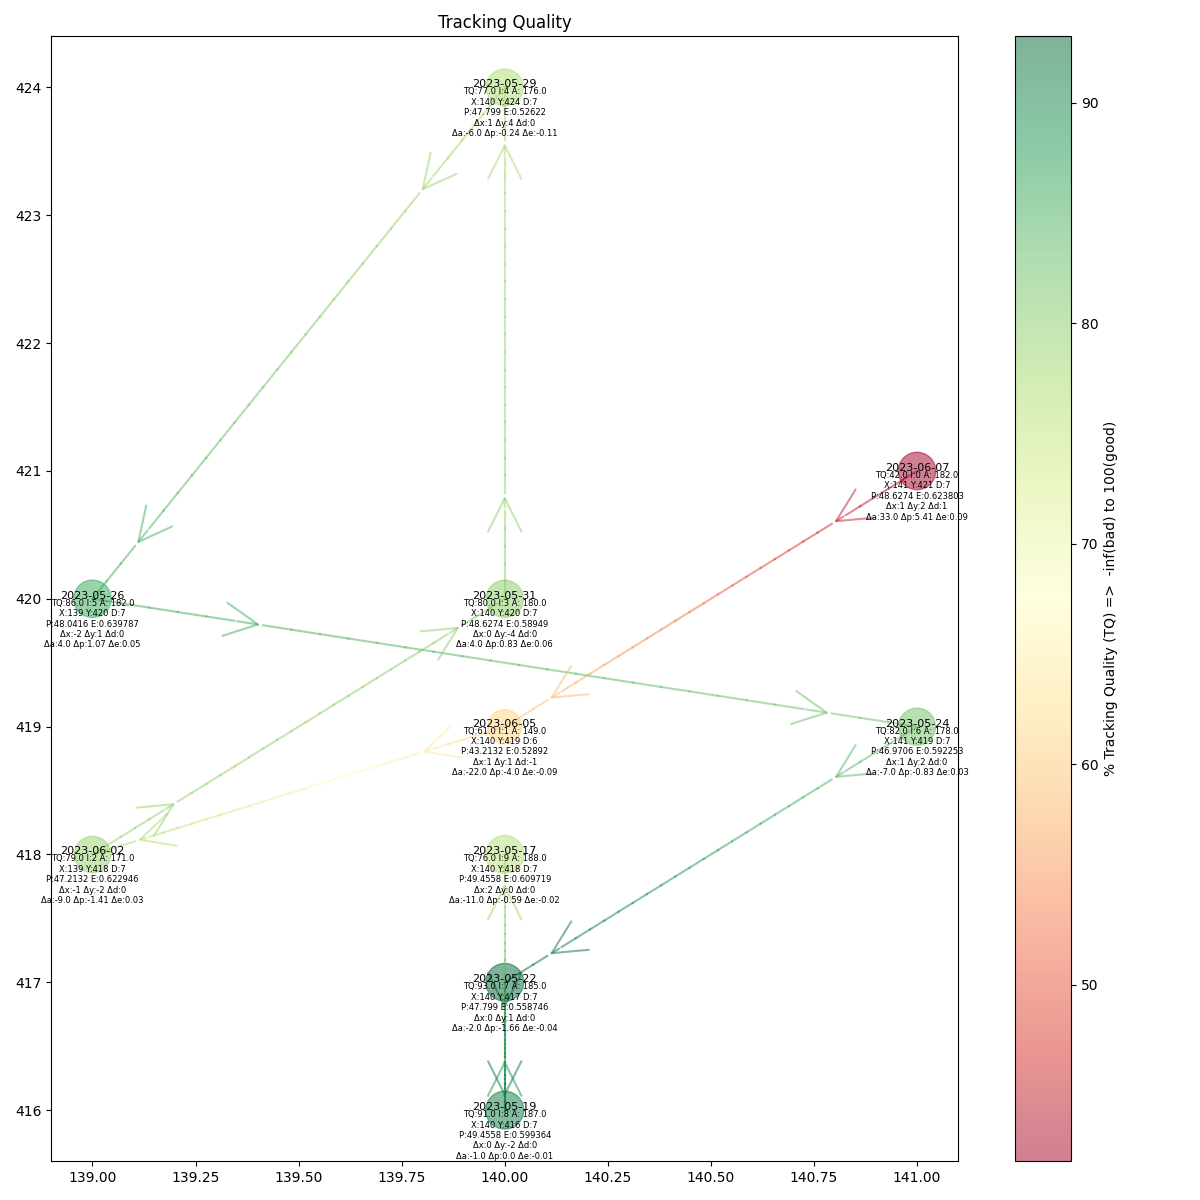 Tracking Quality
424
423
422
421
420
419
418
417
416
139.00
139.25
139.50
139.75
140.00
140.25
140.50
140.75
141.00
2023-05-29
TQ:77.0 I:4 A: 176.0
X:140 Y:424 D:7
P:47.799 E:0.52622
Δx:1 Δy:4 Δd:0
Δa:-6.0 Δp:-0.24 Δe:-0.11
2023-06-07
TQ:42.0 I:0 A: 182.0
X:141 Y:421 D:7
P:48.6274 E:0.623803
Δx:1 Δy:2 Δd:1
Δa:33.0 Δp:5.41 Δe:0.09
2023-05-26
TQ:86.0 I:5 A: 182.0
X:139 Y:420 D:7
P:48.0416 E:0.639787
Δx:-2 Δy:1 Δd:0
Δa:4.0 Δp:1.07 Δe:0.05
2023-05-31
TQ:80.0 I:3 A: 180.0
X:140 Y:420 D:7
P:48.6274 E:0.58949
Δx:0 Δy:-4 Δd:0
Δa:4.0 Δp:0.83 Δe:0.06
2023-06-05
TQ:61.0 I:1 A: 149.0
X:140 Y:419 D:6
P:43.2132 E:0.52892
Δx:1 Δy:1 Δd:-1
Δa:-22.0 Δp:-4.0 Δe:-0.09
2023-05-24
TQ:82.0 I:6 A: 178.0
X:141 Y:419 D:7
P:46.9706 E:0.592253
Δx:1 Δy:2 Δd:0
Δa:-7.0 Δp:-0.83 Δe:0.03
2023-06-02
TQ:79.0 I:2 A: 171.0
X:139 Y:418 D:7
P:47.2132 E:0.622946
Δx:-1 Δy:-2 Δd:0
Δa:-9.0 Δp:-1.41 Δe:0.03
2023-05-17
TQ:76.0 I:9 A: 188.0
X:140 Y:418 D:7
P:49.4558 E:0.609719
Δx:2 Δy:0 Δd:0
Δa:-11.0 Δp:-0.59 Δe:-0.02
2023-05-22
TQ:93.0 I:7 A: 185.0
X:140 Y:417 D:7
P:47.799 E:0.558746
Δx:0 Δy:1 Δd:0
Δa:-2.0 Δp:-1.66 Δe:-0.04
2023-05-19
TQ:91.0 I:8 A: 187.0
X:140 Y:416 D:7
P:49.4558 E:0.599364
Δx:0 Δy:-2 Δd:0
Δa:-1.0 Δp:0.0 Δe:-0.01
90
80
70
60
50
% Tracking Quality (TQ) => -inf(bad) to 100(good)